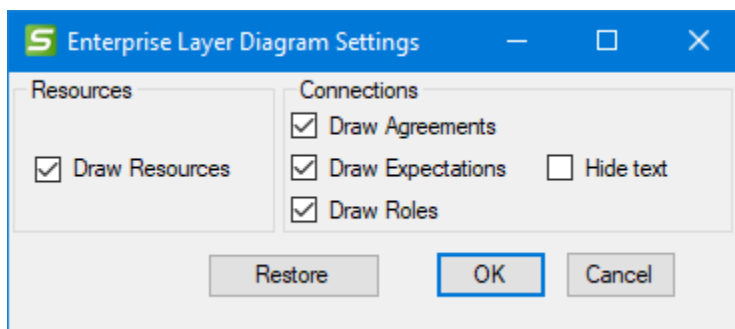 S Enterprise Layer Diagram Settings
Resources
Connections
Draw Agreements
Draw Resources
Draw Expectations
Hide text
Draw Roles
Restore
OK
Cancel